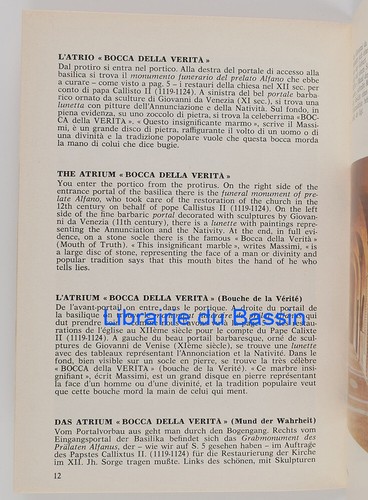 L'ATRIO « BOCCA DELLA VERITÀ »
Dal protiro si entra nel portico. Alla destra del portale di accesso alla
basilica si trova il monumento funerario del prelato Alfano che ebbe
a curare — come visto a pag. 5 — i restauri della chiesa nel XII sec. per
conto di papa Callisto II (1119-1124). A sinistra del bel portale barba-
rico ornato da sculture di Giovanni da Venezia (XI sec.), si trova una
lunetta con pitture dell'Annunciazione e della Natività. Sul fondo, in
piena evidenza, su uno zoccolo di pietra, si trova la celeberrima «BOC-
CA della VERITÀ». « Questo insignificante marmo», scrive il Massi-
mi, è un grande disco di pietra, raffigurante il volto di un uomo o di
una divinità e la tradizione popolare vuole che questa bocca morda
la mano di colui che dice bugie.
THE ATRIUM «BOCCA DELLA VERITÀ»
You enter the portico from the protirus. On the right side of the
entrance portal of the basilica there is the funeral monument of pre-
late Alfano, who took care of the restoration of the church in the
12th century on behalf of pope Callistus II (1119-1124). On the left
side of the fine barbaric portal decorated with sculptures by Giovan-
ni da Venezia (11th century), there is a lunette with paintings repre-
senting the Annunciation and the Nativity. At the end, in full evid-
ence, on a stone socle there is the famous « Bocca della Verità »
(Mouth of Truth). « This insignificant marble », writes Massimi, « is
a large disc of stone, representing the face of a man or divinity and
popular tradition says that this mouth bites the hand of he who
tells lies.
L'ATRIUM « BOCCA DELLA VERITÀ » (Bouche de la Vérité)
De l'avant-portail on entre dans le portique. A droite du portail de
la basilique on
dut prendre
rations de l'église au XIIème siècle pour le compte du Pape Calixte
II (1119-1124). A gauche du beau portail barbaresque, orné de scul-
ptures de Giovanni de Venise (XIème siècle), se trouve une lunette
avec des tableaux représentant l'Annonciation et la Nativité. Dans le
fond, bien visible sur un socle en pierre, se trouve la très célèbre
« BOCCA della VERITÀ » (bouche de la Vérité). « Ce marbre insi-
gnifiant », écrit Massimi, est un grand disque en pierre représentant
la face d'un homme d'une divinité, et la tradition populaire veut
que cette bouche mord la main de celui qui ment.
Librairie du Bassin
DAS ATRIUM « BOCCA DELLA VERITÀ » (Mund der Wahrheit)
Vom Portalvorbau aus geht man durch den Bogengang. Rechts vom
Eingangsportal der Basilika befindet sich das Grabmonument des
Prälaten Alfanus, der — wie wir auf S. 5 gesehen haben — im Auftrage
des Papstes Callixtus II. (1119-1124) für die Restaurierung der Kirche
im XII. Jh. Sorge tragen mußte. Links des schönen, mit Skulpturen
12